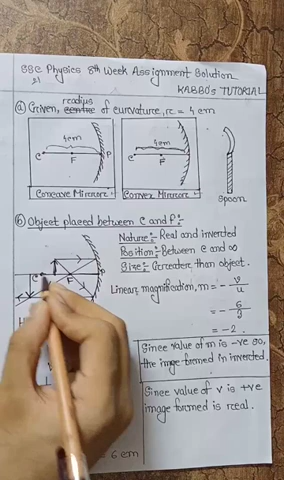 SSC Physics 8th Week Assignment Solution
KABBO'S TUTORIAL
radius
ⓐ Given, centre of curvature, r = 4 cm
4cm
C F P
4cm
C F
Concave Mirror
Convex Mirror
Spoon
ⓑ Object placed between C and P:-
Nature:- Real and inverted
Position:- Between C and ∞
Size:- Greater than object.
C F P
Linear magnification, m = - v/u
= - 6/3
= -2.
Since value of m is -ve so, the image formed in inverted.
Since value of v is +ve image formed is real.
= 6 cm